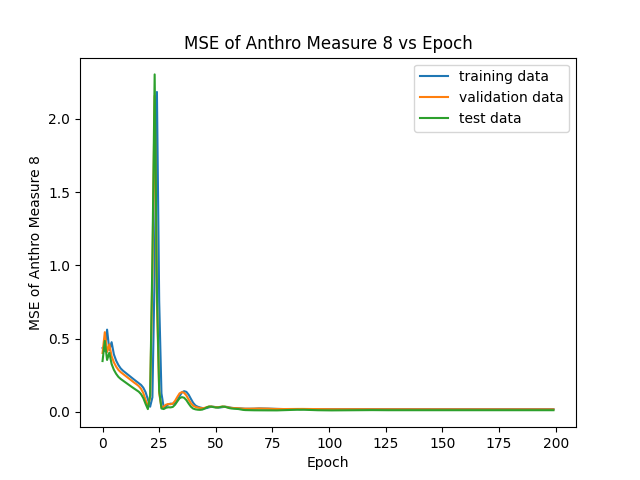 MSE of Anthro Measure 8 vs Epoch
training data
validation data
test data
MSE of Anthro Measure 8
2.0
1.5
1.0
0.5
0.0
0 25 50 75 100 125 150 175 200
Epoch